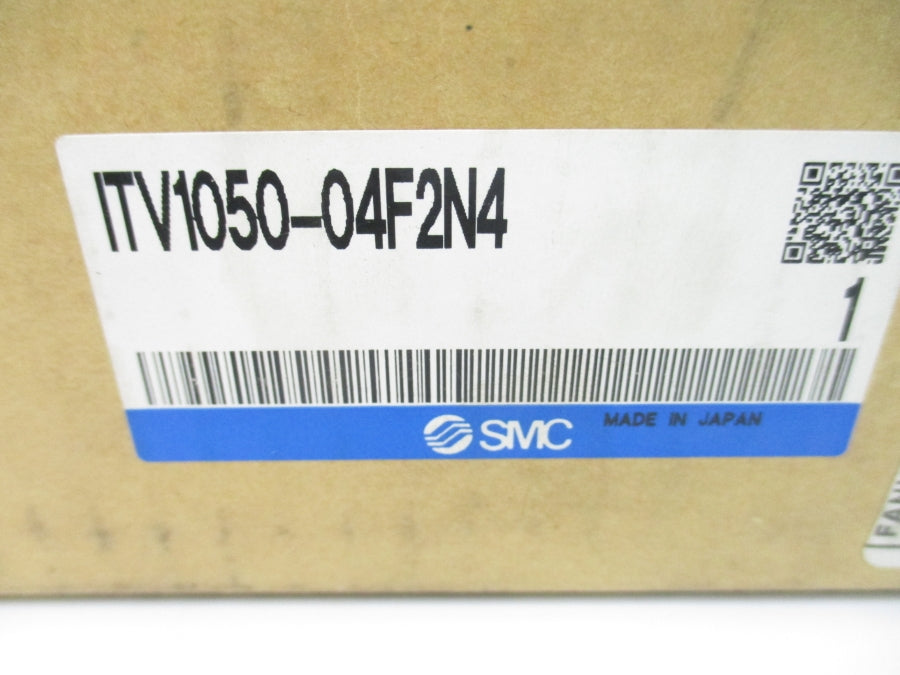 ITV1050-04F2N4
1
SMC MADE IN JAPAN